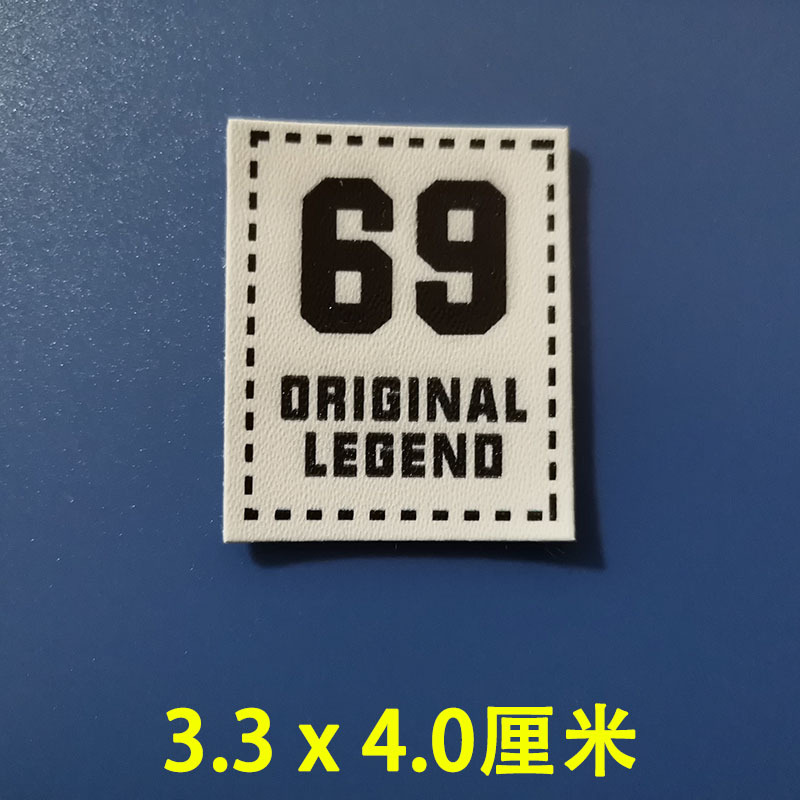 69
ORIGINAL
LEGEND
3.3 x 4.0厘米